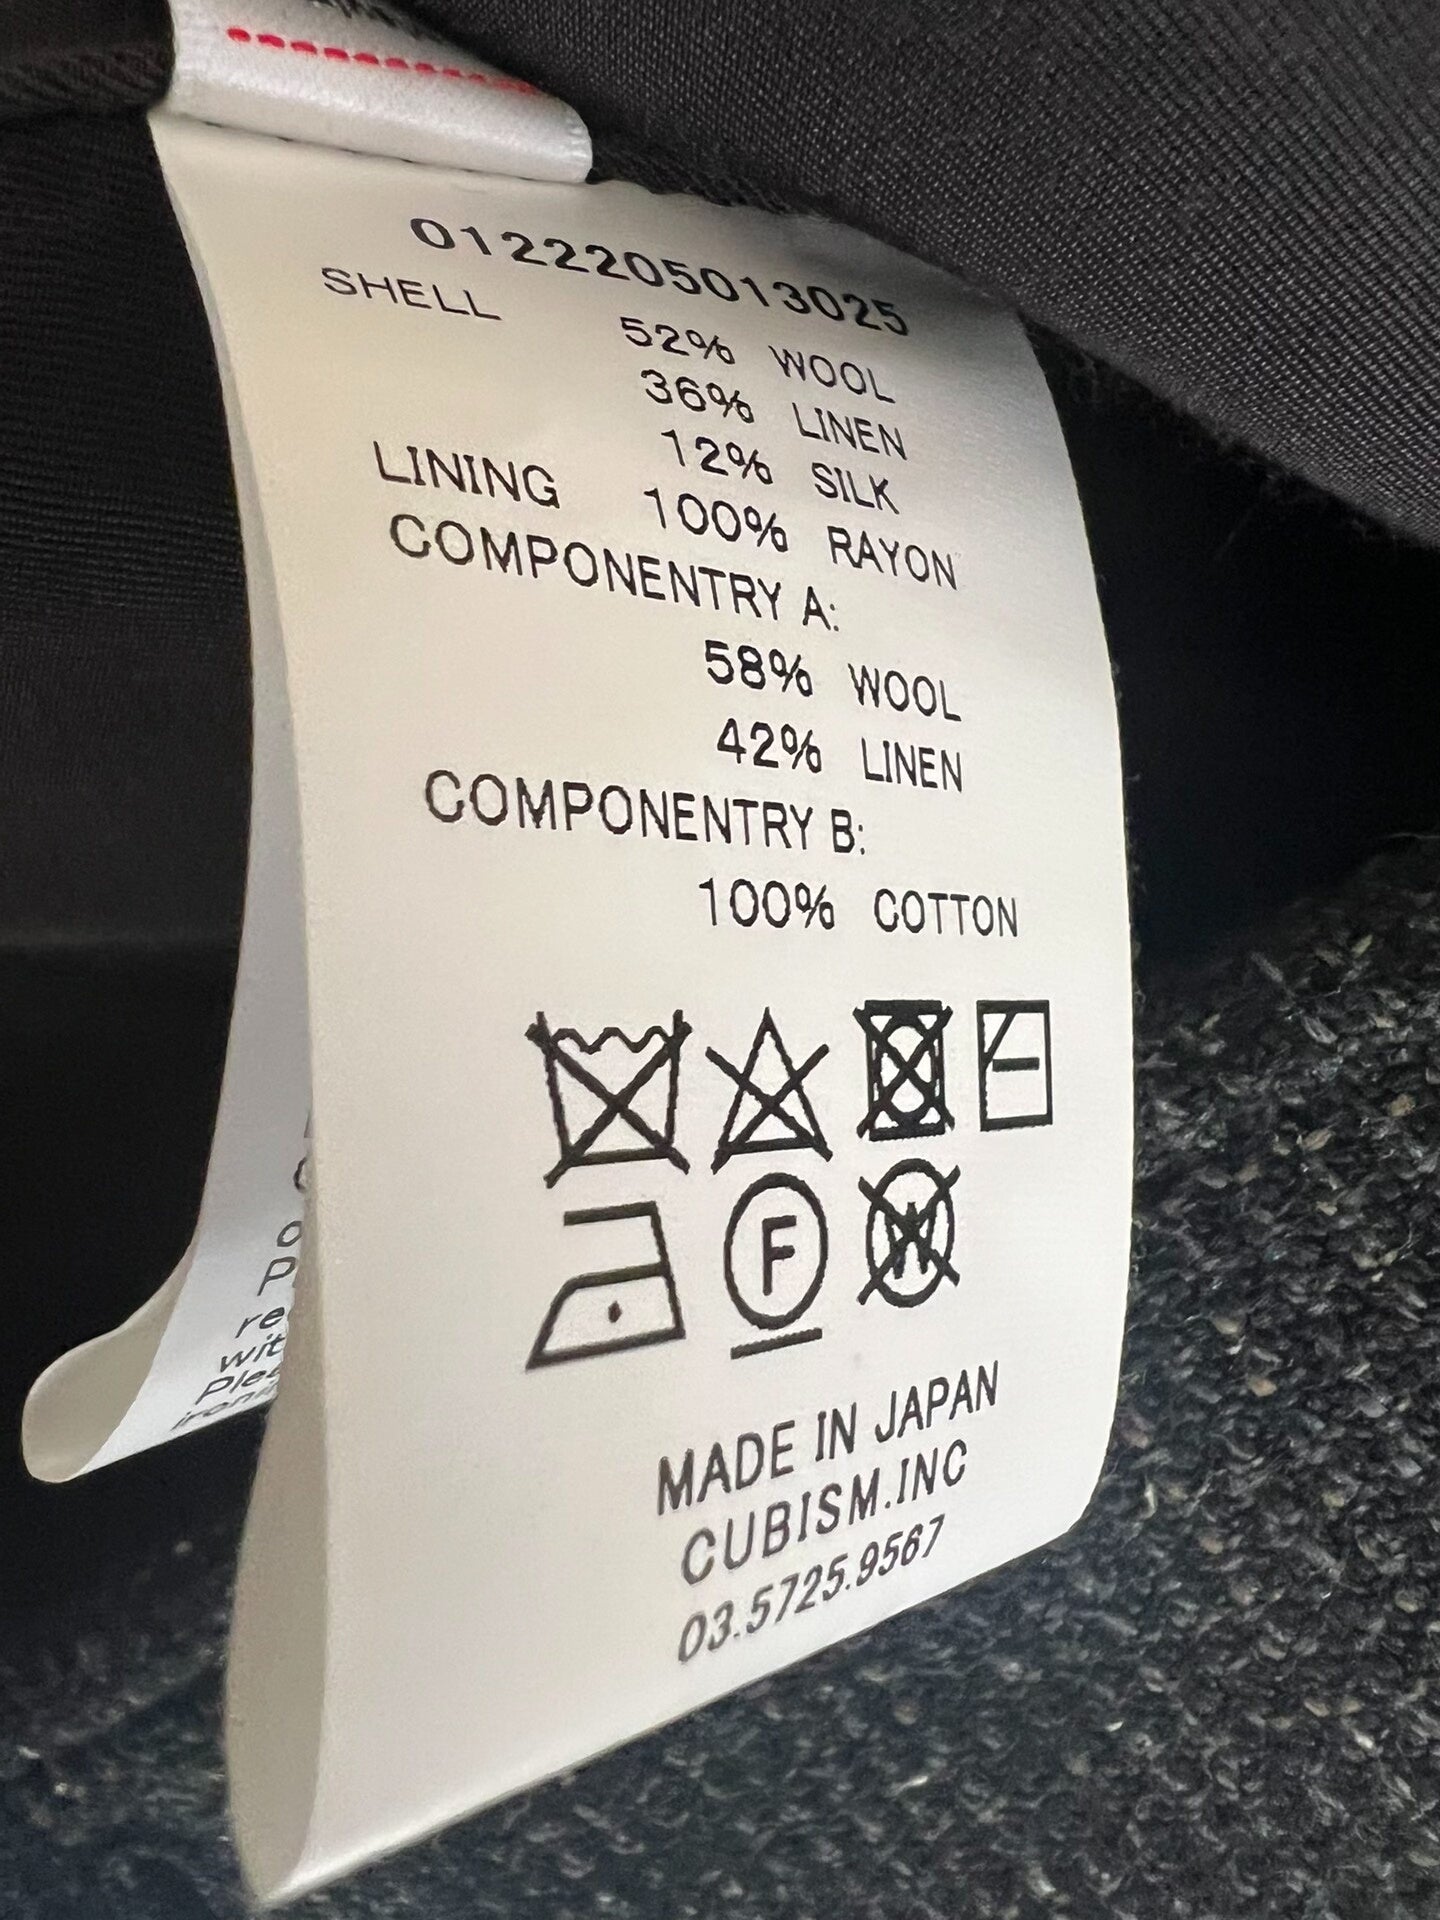 0122205013025
SHELL 52% WOOL
36% LINEN
12% SILK
LINING 100% RAYON
COMPONENTRY A:
58% WOOL
42% LINEN
COMPONENTRY B:
100% COTTON
F
W
MADE IN JAPAN
CUBISM.INC
03.5725.9567